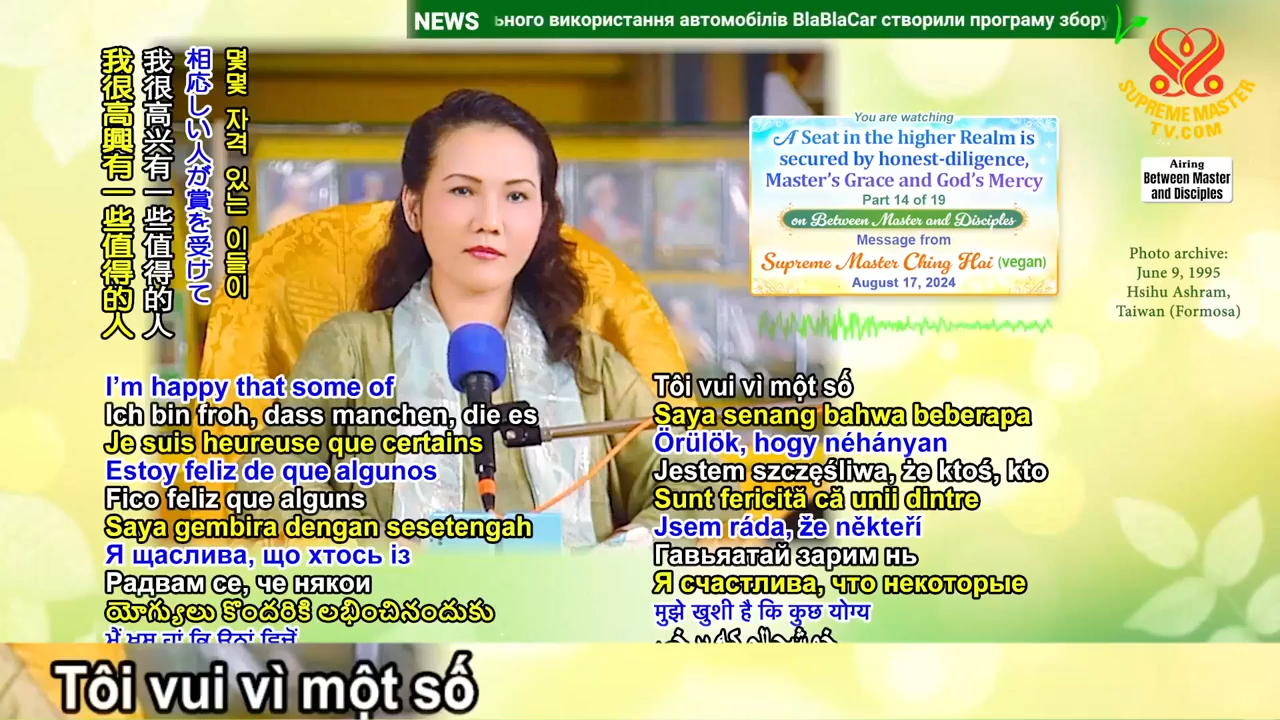 NEWS ьного використання автомобілів BlaBlaCar створили програму збору
SUPREME MASTER
TV.COM
Airing
Between Master
and Disciples
You are watching
A Seat in the higher Realm is
secured by honest-diligence,
Master's Grace and God's Mercy
Part 14 of 19
on Between Master and Disciples
Message from
Supreme Master Ching Hai (vegan)
August 17, 2024
Photo archive:
June 9, 1995
Hsihu Ashram,
Taiwan (Formosa)
몇몇 자격 있는 이들이
相応しい人が賞を受けて
我很高兴有一些值得的人
我很高興有一些值得的人
I'm happy that some of
Ich bin froh, dass manchen, die es
Je suis heureuse que certains
Estoy feliz de que algunos
Fico feliz que alguns
Saya gembira dengan sesetengah
Я щаслива, що хтось із
Радвам се, че някои
యోగ్యులు కొందరికి లభించినందుకు
Tôi vui vì một số
Saya senang bahwa beberapa
Örülök, hogy néhányan
Jestem szczęśliwa, że ktoś, kto
Sunt fericită că unii dintre
Jsem ráda, že někteří
Гавьяатай зарим нь
Я счастлива, что некоторые
मुझे खुशी है कि कुछ योग्य
Tôi vui vì một số